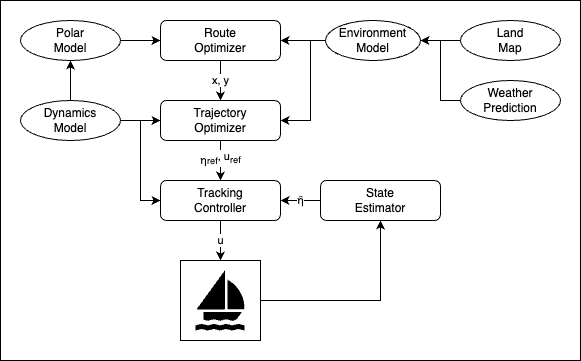 Polar
Model
Route
Optimizer
Environment
Model
Land
Map
x, y
Weather
Prediction
Dynamics
Model
Trajectory
Optimizer
ηref, uref
Tracking
Controller
η̂
State
Estimator
u